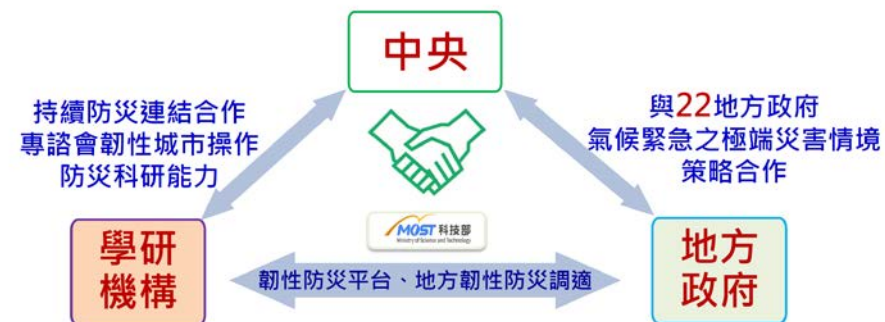 中央
持續防災連結合作
專諮會韌性城市操作
防災科研能力
與22地方政府
氣候緊急之極端災害情境
策略合作
MOST 科技部
Ministry of Science and Technology
學研
機構
韌性防災平台、地方韌性防災調適
地方
政府